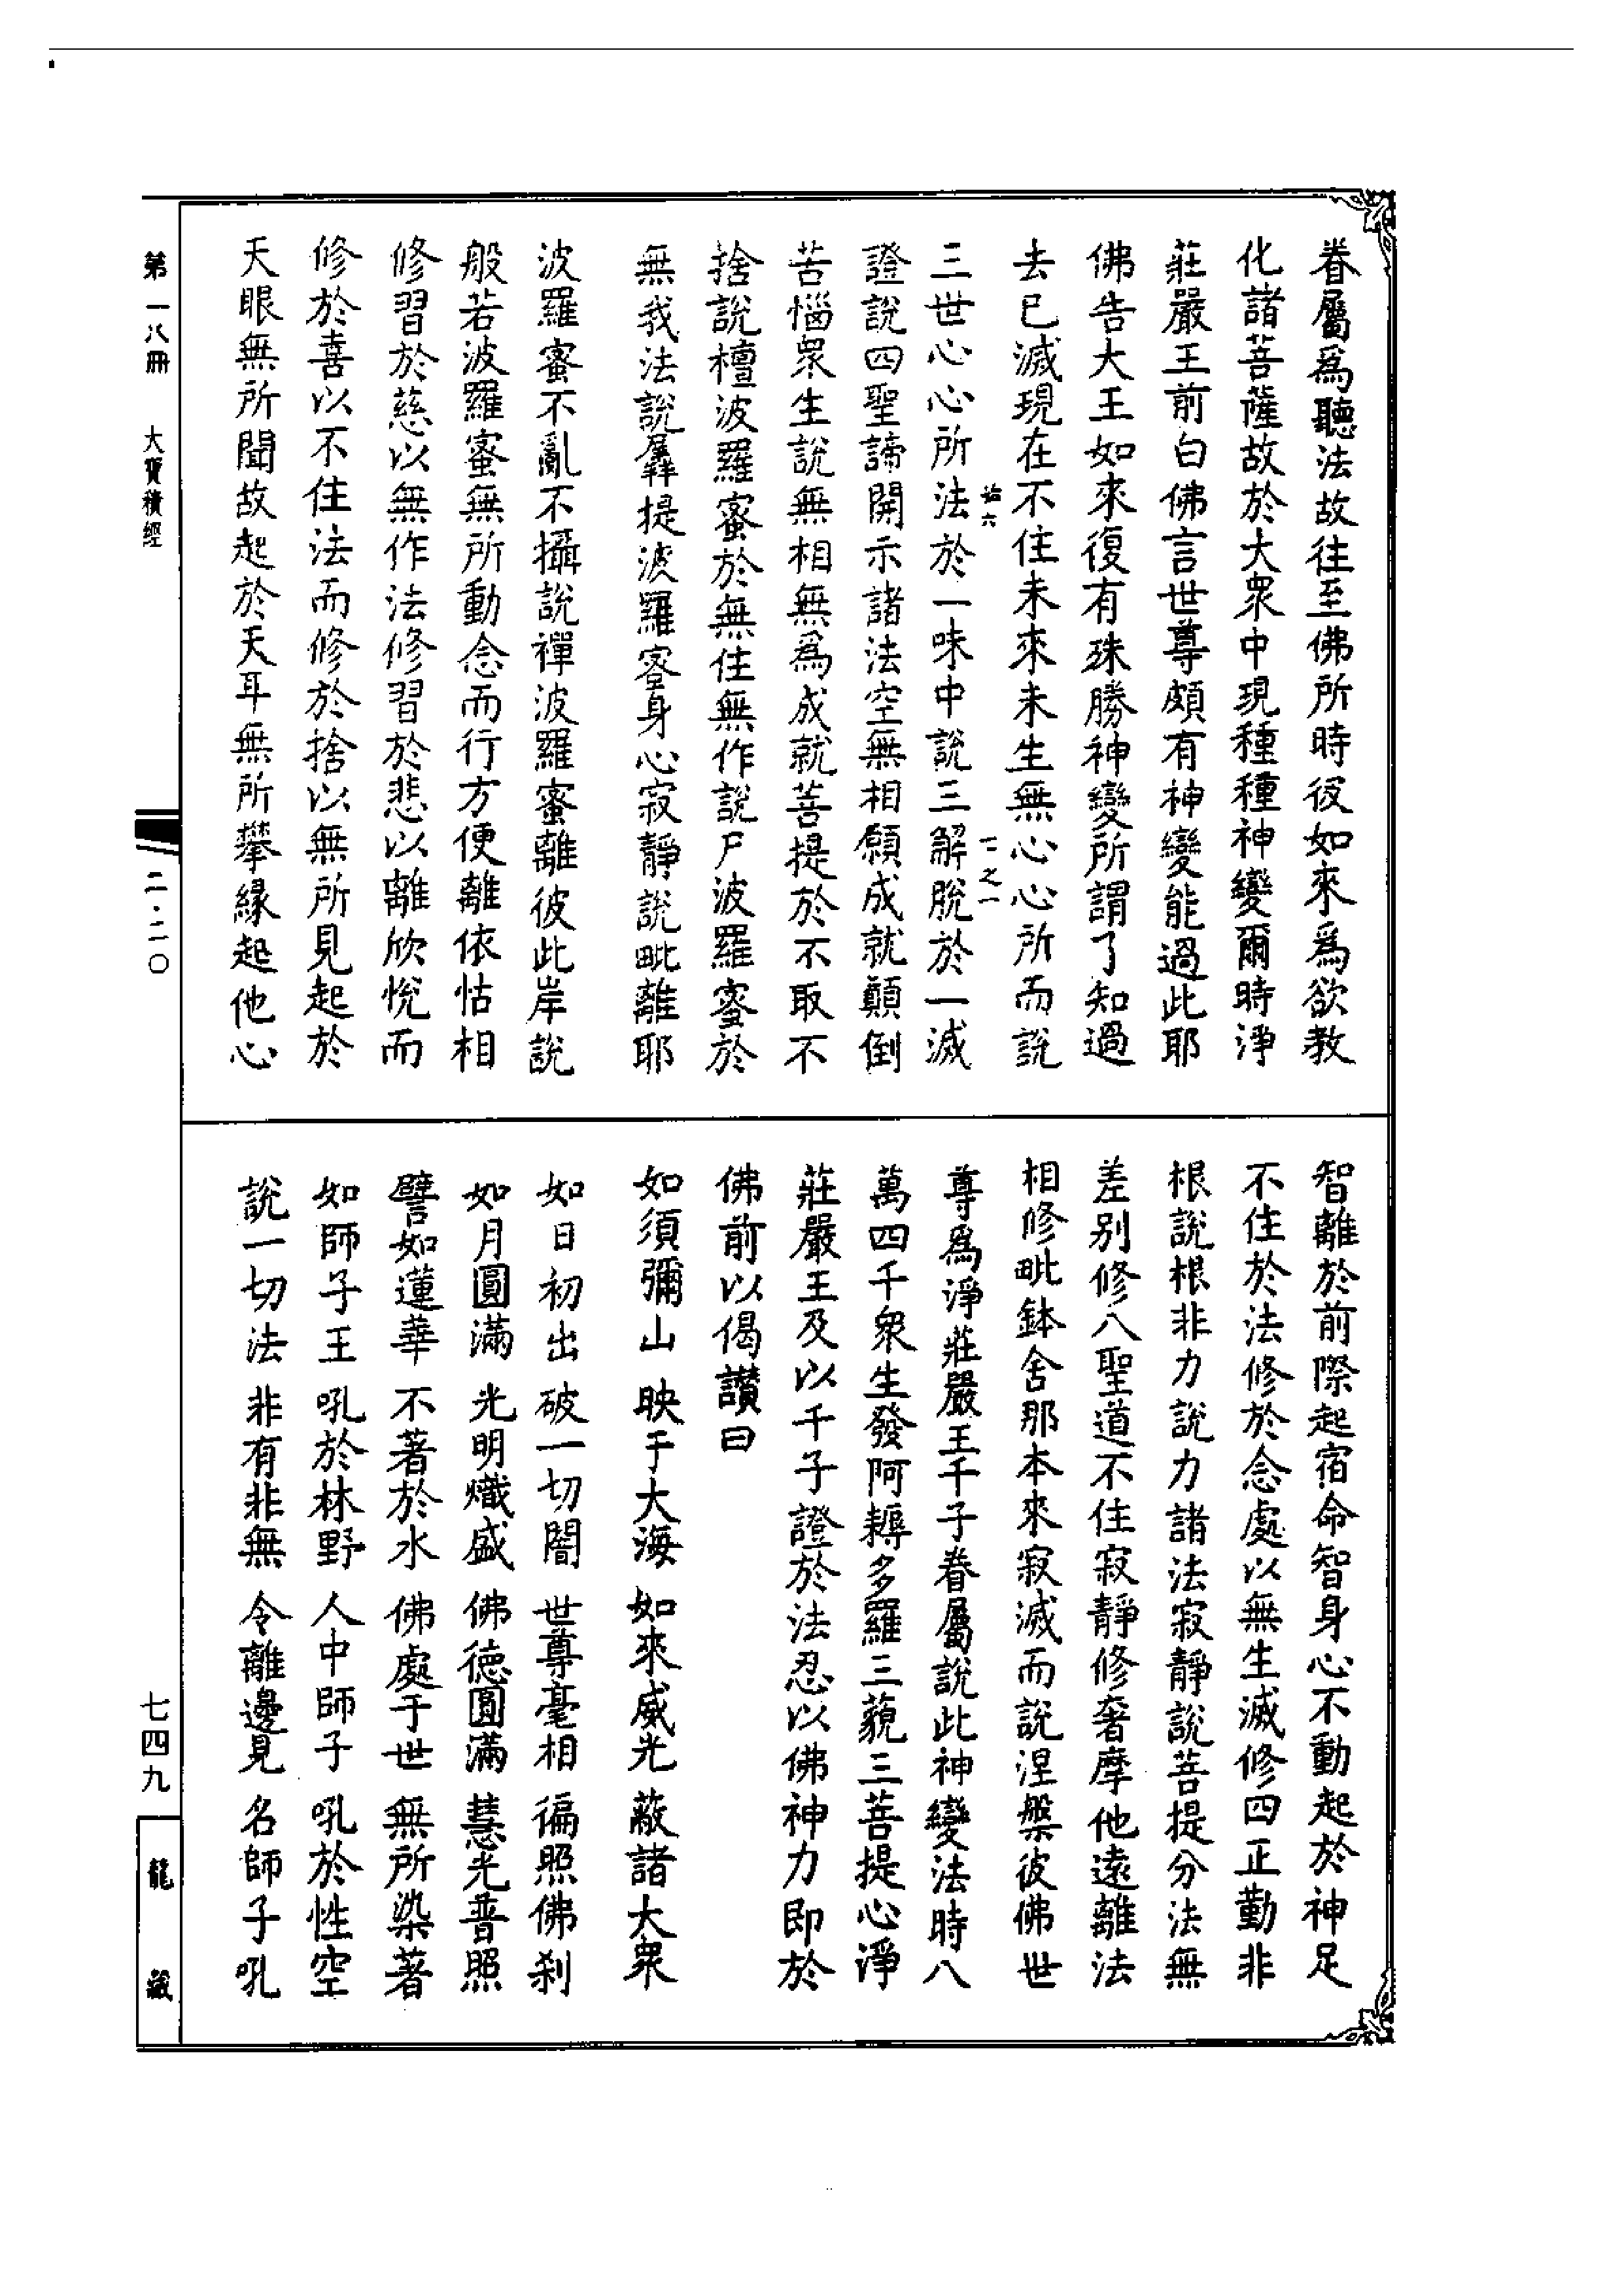 眷屬爲聽法故往至佛所時彼如來爲欲教
化諸菩薩故於大衆中現種種神變爾時淨
莊嚴王前白佛言世尊頗有神變能過此耶
佛告大王如來復有殊勝神變所謂了知過
去已滅現在不住未來未生無心心所而說
三世心心所法於一味中說三解脫於一滅
證說四聖諦開示諸法空無相願成就顛倒
苦惱衆生說無相無爲成就菩提於不取不
捨說檀波羅蜜於無住無作說尸波羅蜜於
無我法說羼提波羅蜜身心寂靜說毗離耶
波羅蜜不亂不攝說禪波羅蜜離彼此岸說
般若波羅蜜無所動念而行方便離依怙相
修習於慈以無作法修習於悲以離欣悅而
修於喜以不住法而修於捨以無所見起於
天眼無所聞故起於天耳無所攀緣起他心
智離於前際起宿命智身心不動起於神足
不住於法修於念處以無生滅修四正勤非
根說根非力說力諸法寂靜說菩提分法無
差別修八聖道不住寂靜修奢摩他遠離法
相修毗鉢舍那本來寂滅而說涅槃彼佛世
尊爲淨莊嚴王千子眷屬說此神變法時八
萬四千衆生發阿耨多羅三藐三菩提心淨
莊嚴王及以千子證於法忍以佛神力即於
佛前以偈讚曰
如須彌山 映于大海 如來威光 蔽諸大衆
如日初出 破一切闇 世尊毫相 徧照佛刹
如月圓滿 光明熾盛 佛德圓滿 慧光普照
譬如蓮華 不著於水 佛處于世 無所染著
如師子王 吼於林野 人中師子 吼於性空
說一切法 非有非無 令離邊見 名師子吼
第一八冊 大寶積經
二·二〇
七四九
龍藏